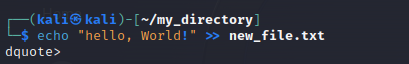 ┌──(kali㉿kali)-[~/my_directory]
└─$ echo "hello, World!" >> new_file.txt
dquote>